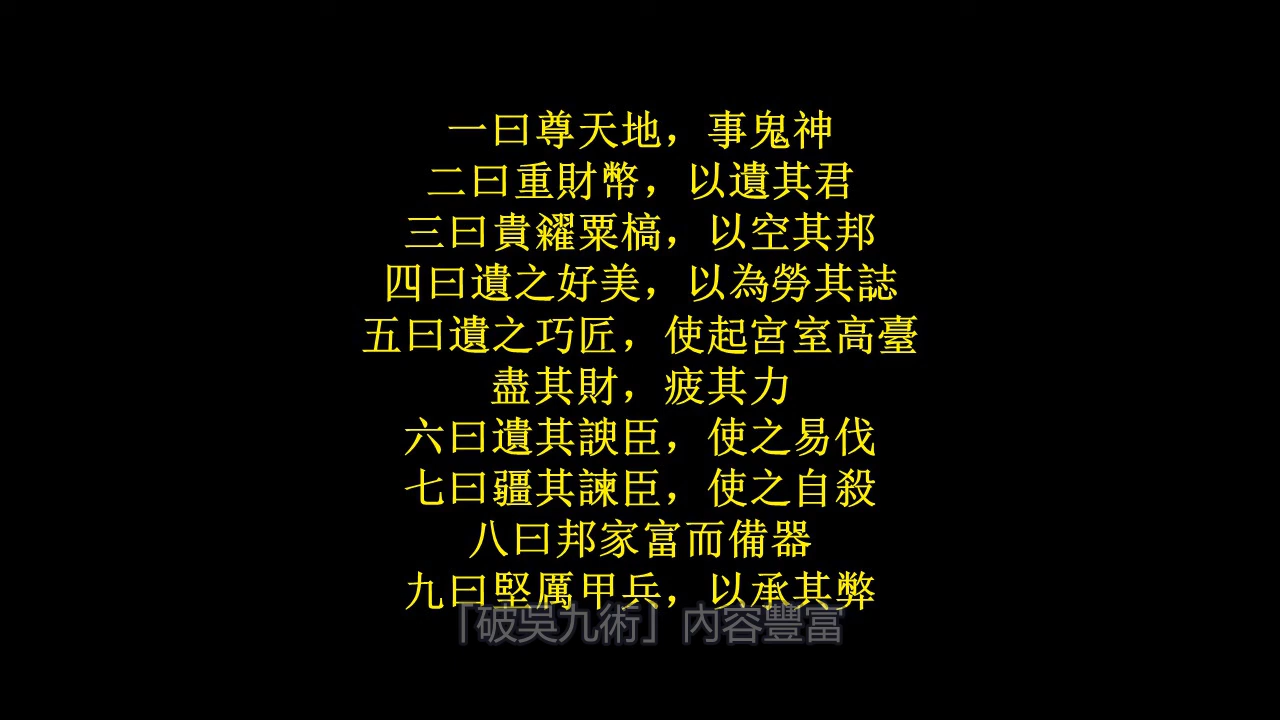 一曰尊天地，事鬼神
二曰重財幣，以遺其君
三曰貴糴粟槁，以空其邦
四曰遺之好美，以為勞其誌
五曰遺之巧匠，使起宮室高臺
盡其財，疲其力
六曰遺其諛臣，使之易伐
七曰疆其諫臣，使之自殺
八曰邦家富而備器
九曰堅厲甲兵，以承其弊
「破吳九術」內容豐富